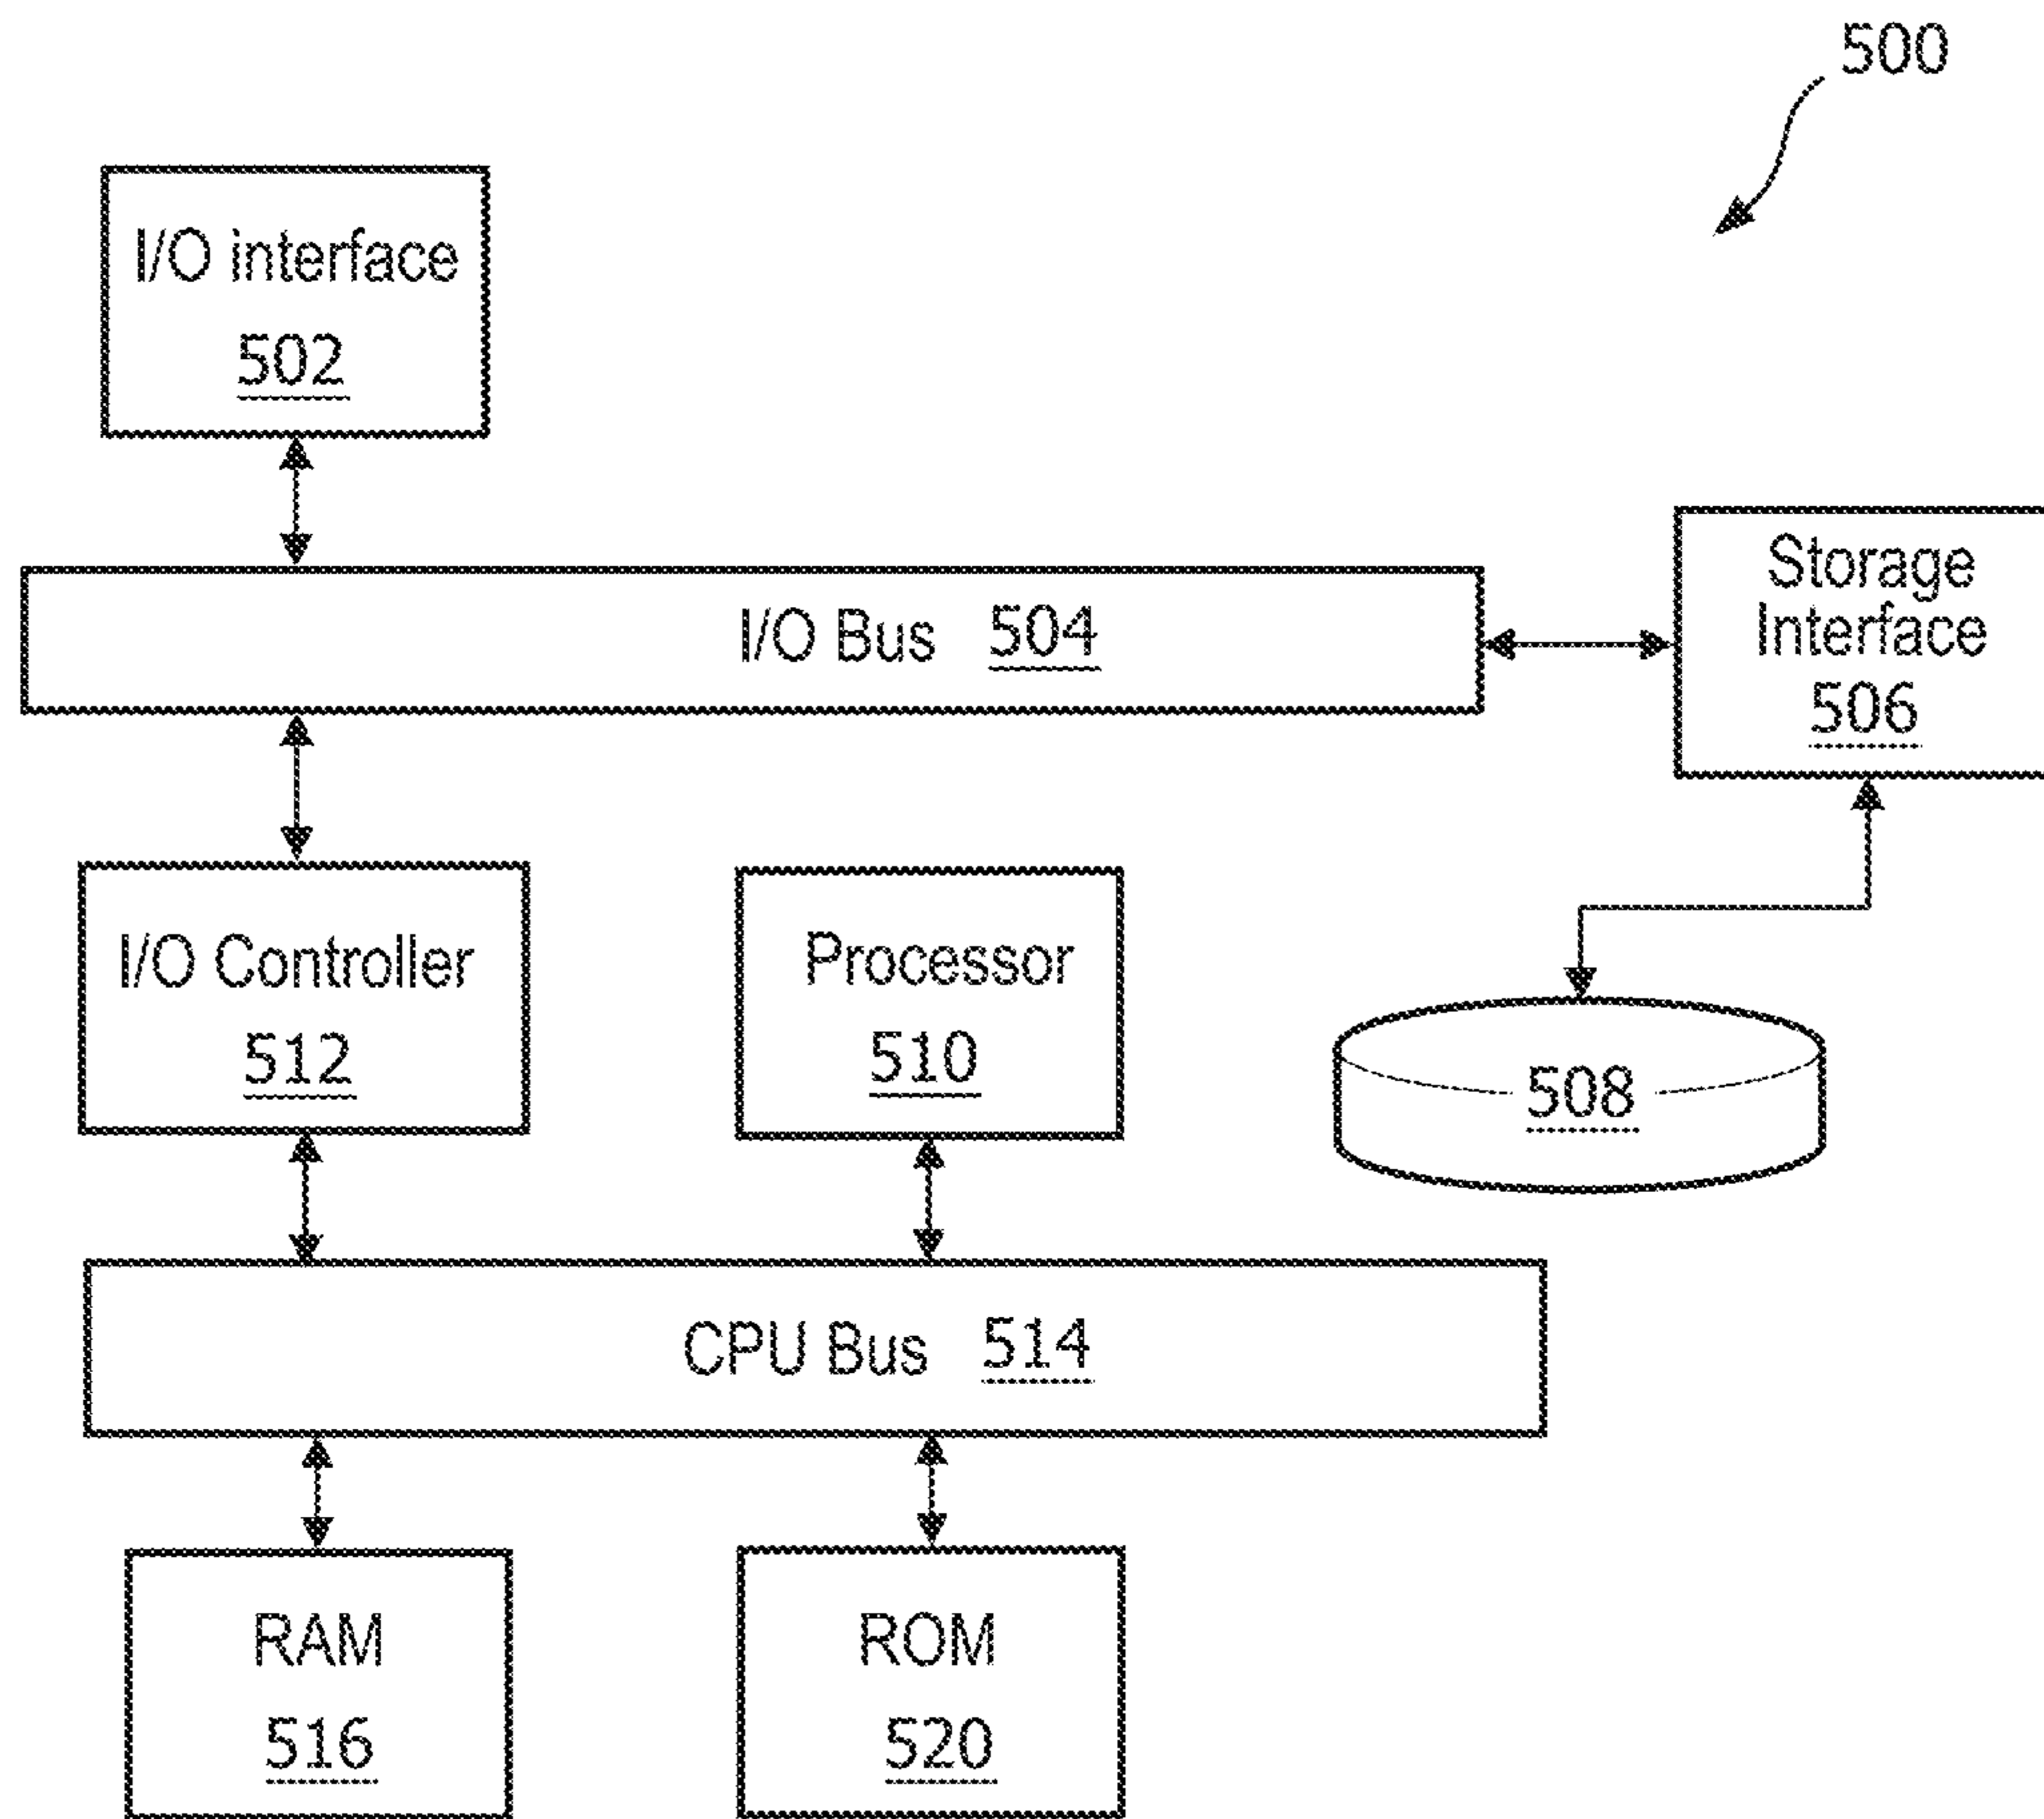 500
I/O interface
502
I/O Bus 504
Storage
Interface
506
I/O Controller
512
Processor
510
508
CPU Bus 514
RAM
516
ROM
520